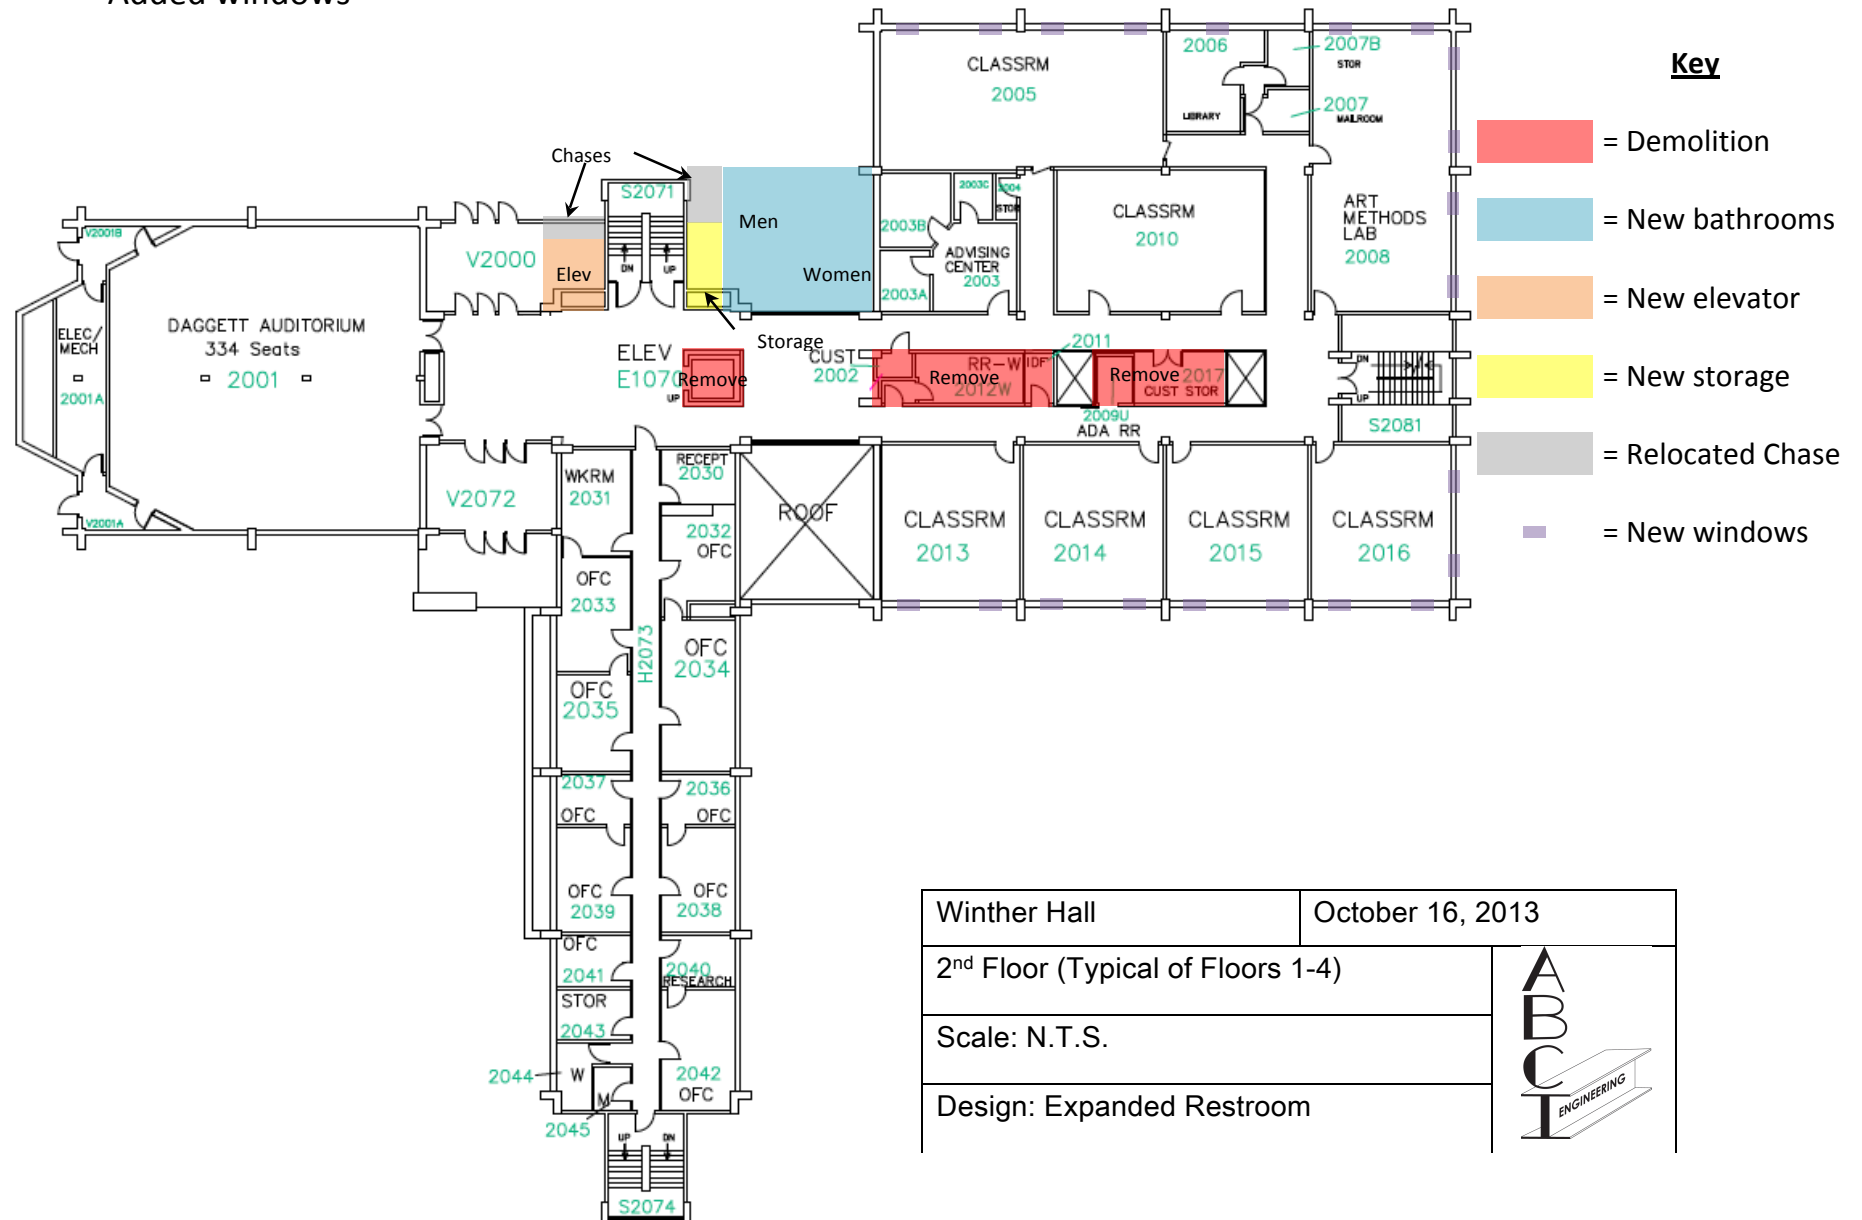 Added windows
CLASSRM
2005
2006
2007B
STOR
2007
MAILROOM
LIBRARY
Key
= Demolition
= New bathrooms
= New elevator
= New storage
= Relocated Chase
= New windows
Chases
S2071
DN
UP
V2000
Elev
Men
Women
Storage
2003C
2004
STOR
2003B
2003A
ADVISING
CENTER
2003
CLASSRM
2010
ART
METHODS
LAB
2008
V2001B
ELEC/
MECH
2001A
V2001A
DAGGETT AUDITORIUM
334 Seats
2001
ELEV
E1070
UP
Remove
CUST
2002
RR-W
Remove
2012W
IDF
2011
Remove
2017
CUST STOR
2009U
ADA RR
DN
UP
S2081
V2072
WKRM
2031
RECEPT
2030
2032
OFC
ROOF
CLASSRM
2013
CLASSRM
2014
CLASSRM
2015
CLASSRM
2016
OFC
2033
H2073
OFC
2034
OFC
2035
2037
OFC
2036
OFC
OFC
2039
OFC
2038
OFC
2041
2040
RESEARCH
STOR
2043
2044
W
M
2045
2042
OFC
UP
DN
S2074
Winther Hall
October 16, 2013
2nd Floor (Typical of Floors 1-4)
Scale: N.T.S.
Design: Expanded Restroom
A
B
C
I
ENGINEERING